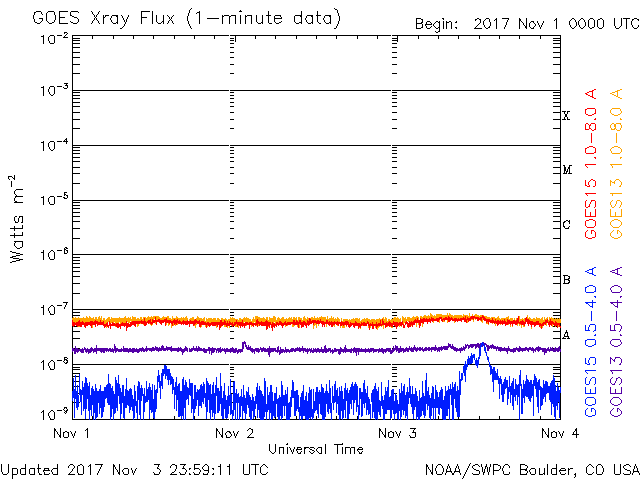 GOES Xray Flux (1-minute data)
Begin: 2017 Nov 1 0000 UTC
10^-2
10^-3
10^-4
10^-5
10^-6
10^-7
10^-8
10^-9
Watts m^-2
X
M
C
B
A
GOES15 1.0-8.0 A
GOES13 1.0-8.0 A
GOES15 0.5-4.0 A
GOES13 0.5-4.0 A
Nov 1
Nov 2
Nov 3
Nov 4
Universal Time
Updated 2017 Nov 3 23:59:11 UTC
NOAA/SWPC Boulder, CO USA